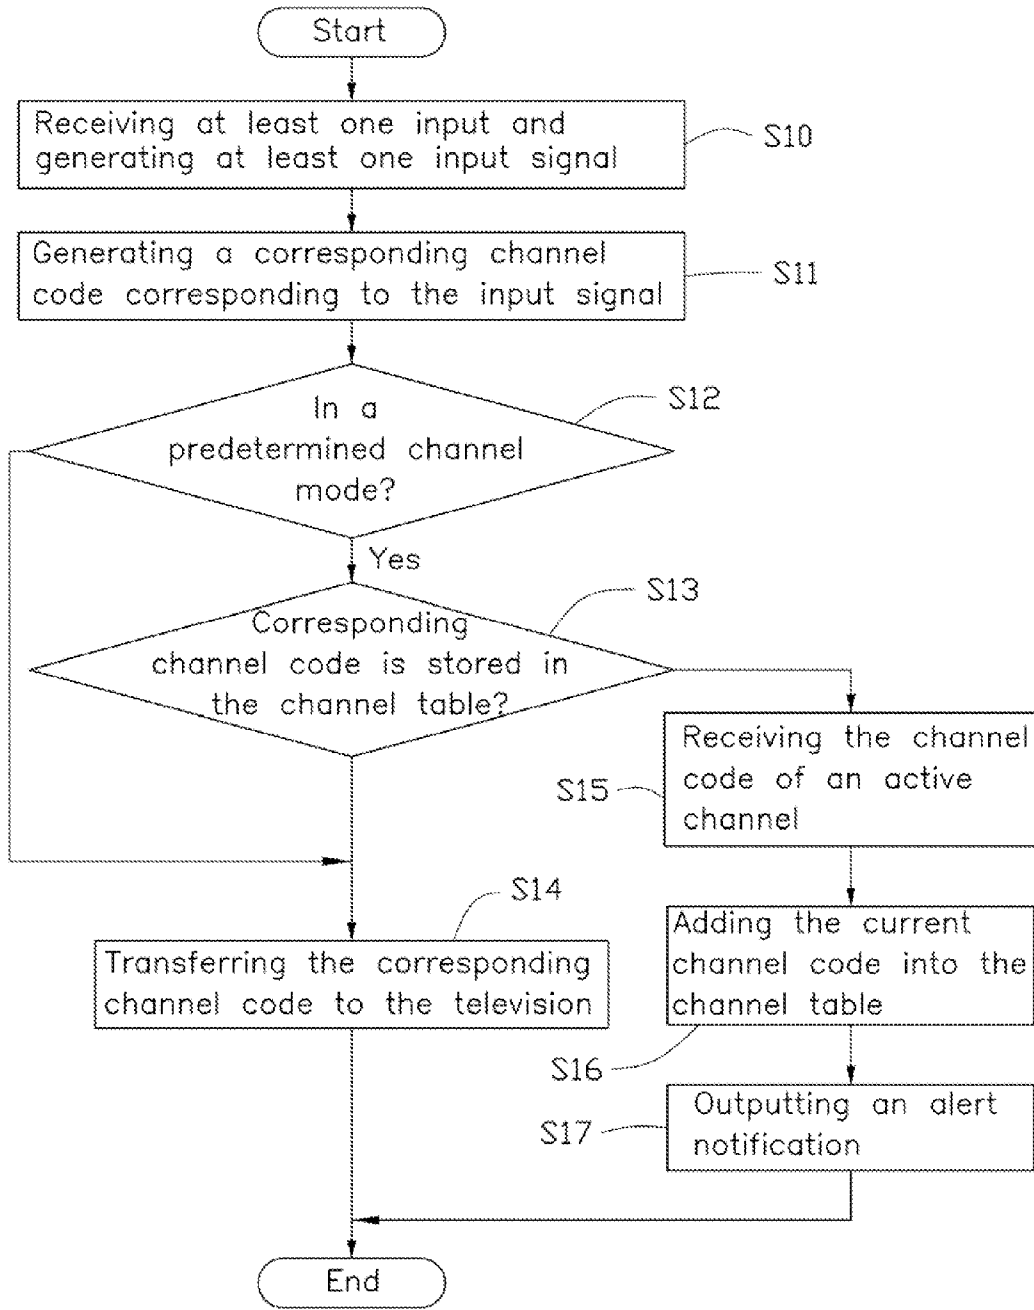 Start
Receiving at least one input and
generating at least one input signal
S10
Generating a corresponding channel
code corresponding to the input signal
S11
In a
predetermined channel
mode?
S12
Yes
Corresponding
channel code is stored in
the channel table?
S13
Receiving the channel
code of an active
channel
S15
S14
Transferring the corresponding
channel code to the television
Adding the current
channel code into the
channel table
S16
Outputting an alert
notification
S17
End